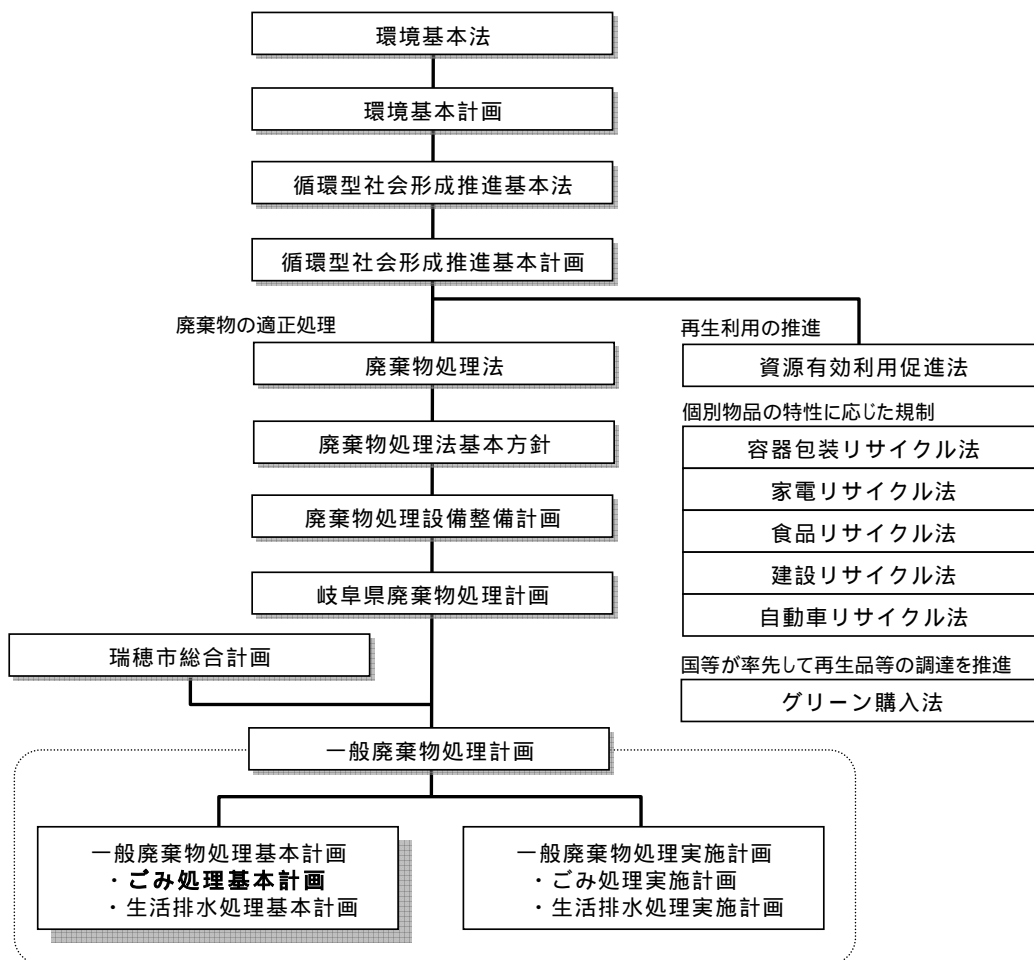 環境基本法
環境基本計画
循環型社会形成推進基本法
循環型社会形成推進基本計画
廃棄物の適正処理
廃棄物処理法
廃棄物処理法基本方針
廃棄物処理設備整備計画
岐阜県廃棄物処理計画
再生利用の推進
資源有効利用促進法
個別物品の特性に応じた規制
容器包装リサイクル法
家電リサイクル法
食品リサイクル法
建設リサイクル法
自動車リサイクル法
国等が率先して再生品等の調達を推進
グリーン購入法
瑞穂市総合計画
一般廃棄物処理計画
一般廃棄物処理基本計画
・ごみ処理基本計画
・生活排水処理基本計画
一般廃棄物処理実施計画
・ごみ処理実施計画
・生活排水処理実施計画